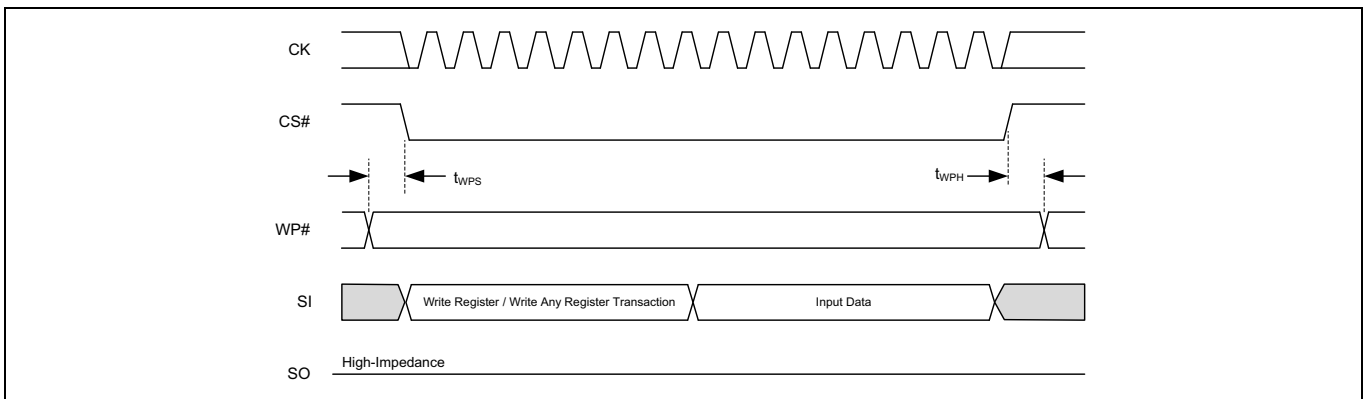 CK
CS#
tWPS
tWPH
WP#
SI
Write Register / Write Any Register Transaction
Input Data
High-Impedance
SO